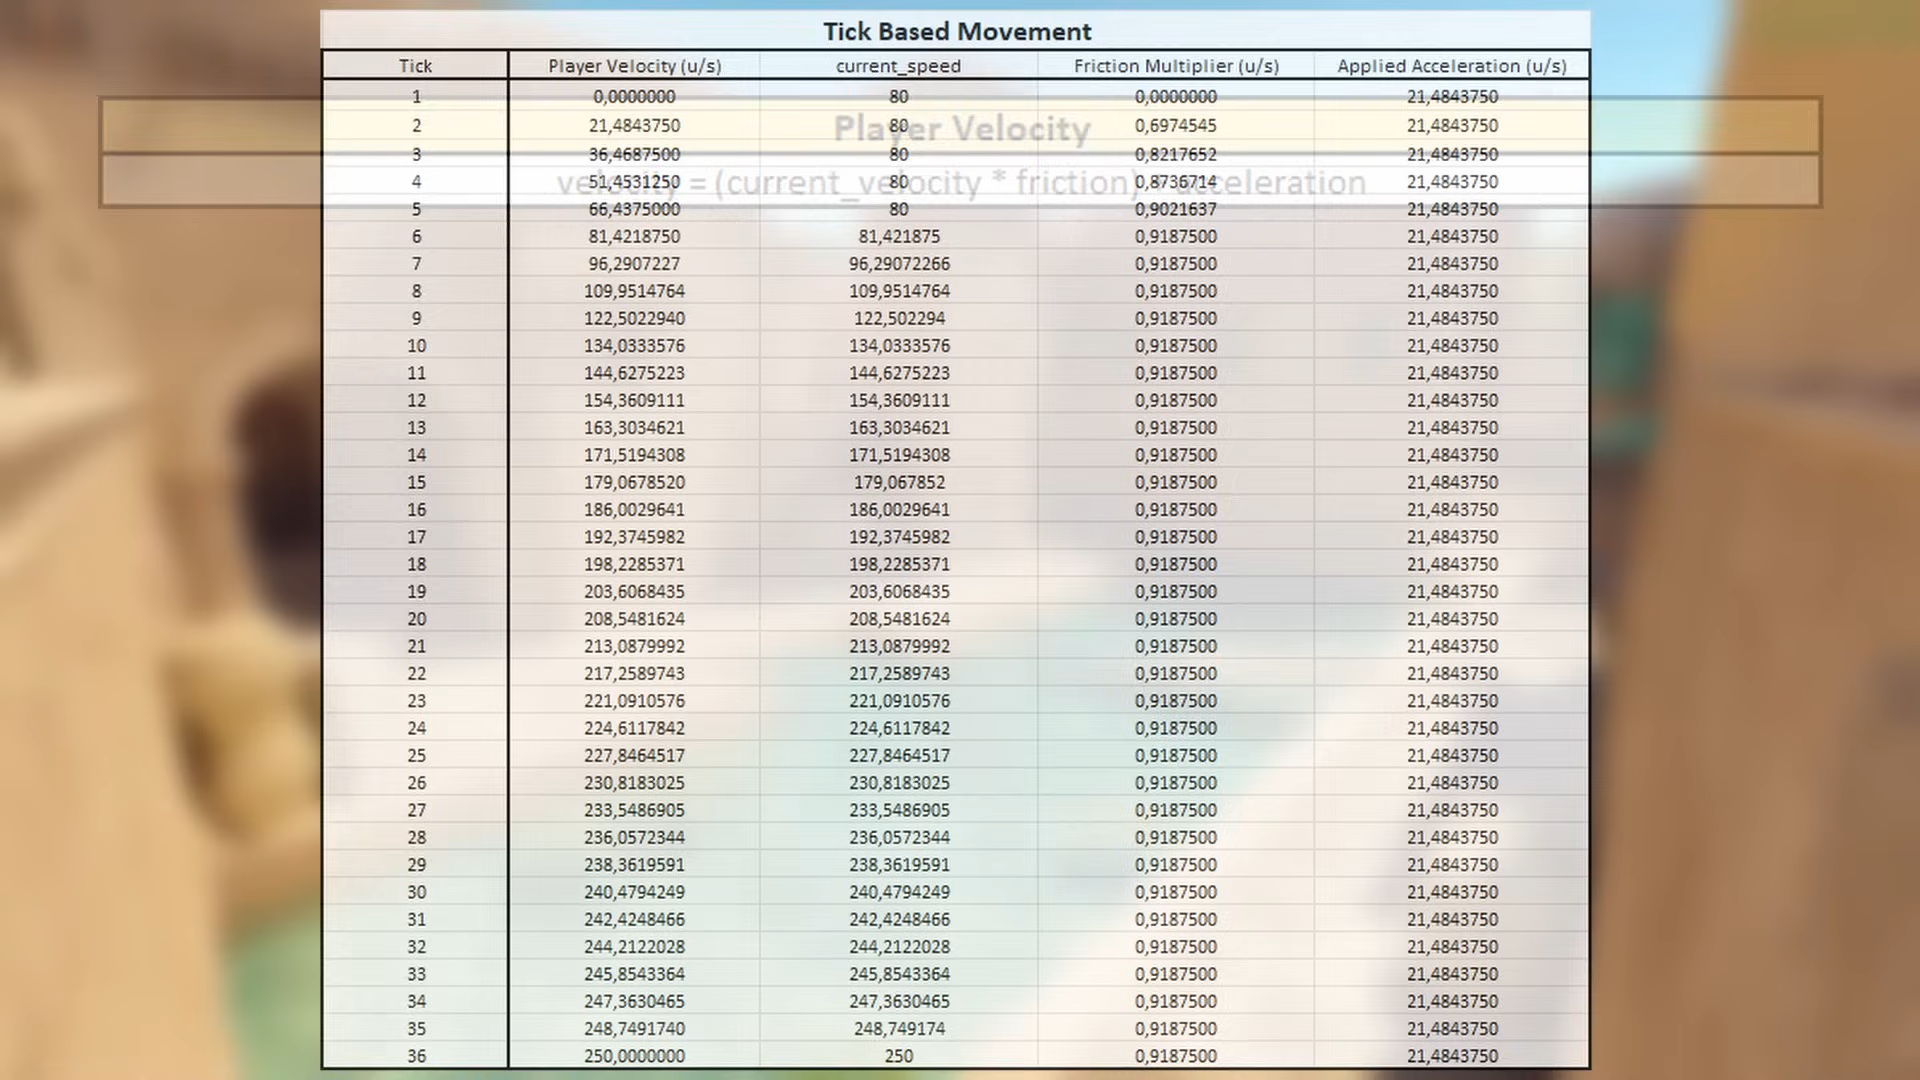 Tick Based Movement
Tick Player Velocity (u/s) current_speed Friction Multiplier (u/s) Applied Acceleration (u/s)
1 0,0000000 80 0,0000000 21,4843750
2 21,4843750 80 0,6974545 21,4843750
Player Velocity
3 36,4687500 80 0,8217652 21,4843750
4 51,4531250 80 0,8736714 21,4843750
velocity = (current_velocity * friction) acceleration
5 66,4375000 80 0,9021637 21,4843750
6 81,4218750 81,421875 0,9187500 21,4843750
7 96,2907227 96,29072266 0,9187500 21,4843750
8 109,9514764 109,9514764 0,9187500 21,4843750
9 122,5022940 122,502294 0,9187500 21,4843750
10 134,0333576 134,0333576 0,9187500 21,4843750
11 144,6275223 144,6275223 0,9187500 21,4843750
12 154,3609111 154,3609111 0,9187500 21,4843750
13 163,3034621 163,3034621 0,9187500 21,4843750
14 171,5194308 171,5194308 0,9187500 21,4843750
15 179,0678520 179,067852 0,9187500 21,4843750
16 186,0029641 186,0029641 0,9187500 21,4843750
17 192,3745982 192,3745982 0,9187500 21,4843750
18 198,2285371 198,2285371 0,9187500 21,4843750
19 203,6068435 203,6068435 0,9187500 21,4843750
20 208,5481624 208,5481624 0,9187500 21,4843750
21 213,0879992 213,0879992 0,9187500 21,4843750
22 217,2589743 217,2589743 0,9187500 21,4843750
23 221,0910576 221,0910576 0,9187500 21,4843750
24 224,6117842 224,6117842 0,9187500 21,4843750
25 227,8464517 227,8464517 0,9187500 21,4843750
26 230,8183025 230,8183025 0,9187500 21,4843750
27 233,5486905 233,5486905 0,9187500 21,4843750
28 236,0572344 236,0572344 0,9187500 21,4843750
29 238,3619591 238,3619591 0,9187500 21,4843750
30 240,4794249 240,4794249 0,9187500 21,4843750
31 242,4248466 242,4248466 0,9187500 21,4843750
32 244,2122028 244,2122028 0,9187500 21,4843750
33 245,8543364 245,8543364 0,9187500 21,4843750
34 247,3630465 247,3630465 0,9187500 21,4843750
35 248,7491740 248,749174 0,9187500 21,4843750
36 250,0000000 250 0,9187500 21,4843750